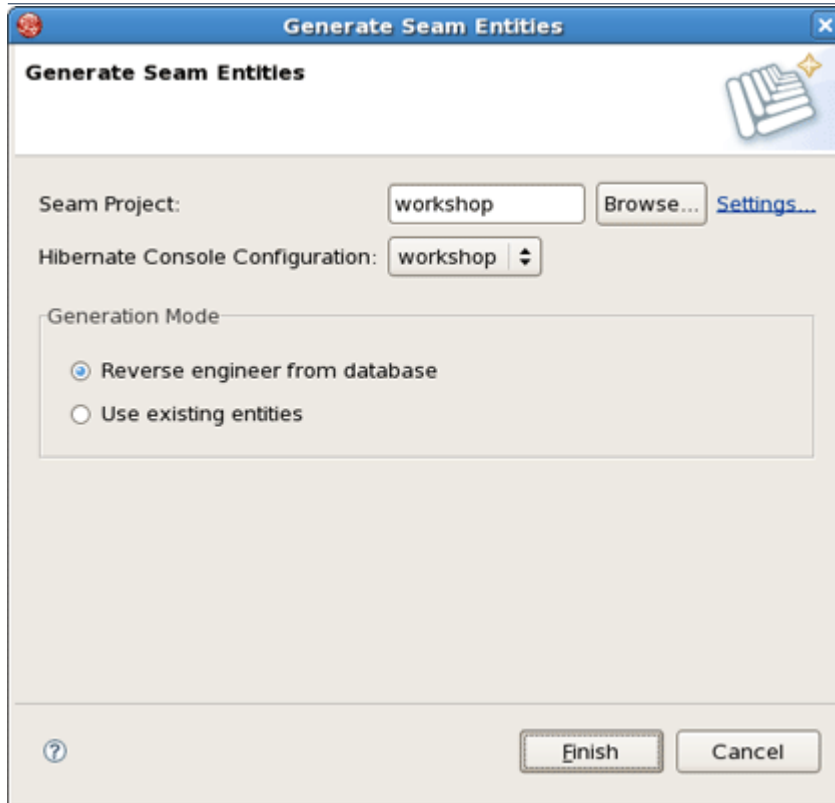 Generate Seam Entities
Generate Seam Entities
Seam Project: workshop Browse... Settings...
Hibernate Console Configuration: workshop
Generation Mode
Reverse engineer from database
Use existing entities
? Finish Cancel